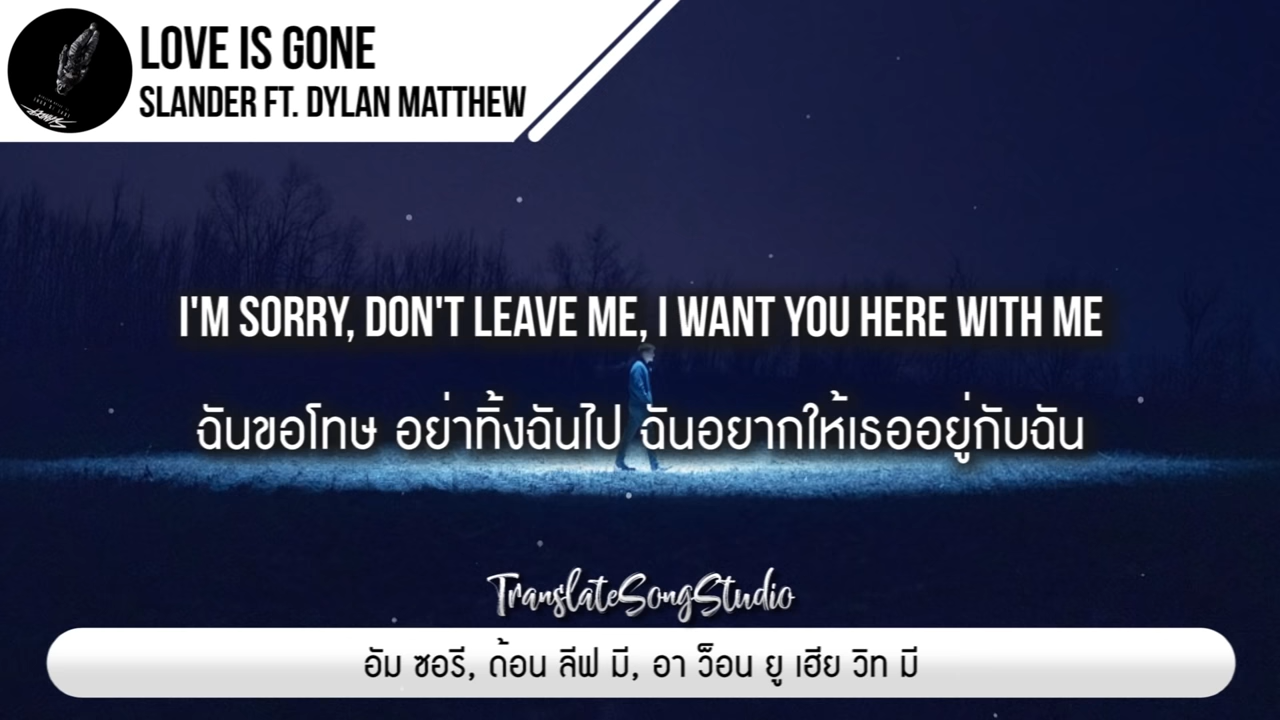 LOVE IS GONE
SLANDER FT. DYLAN MATTHEW
I'M SORRY, DON'T LEAVE ME, I WANT YOU HERE WITH ME
ฉันขอโทษ อย่าทิ้งฉันไป ฉันอยากให้เธออยู่กับฉัน
TranslateSongStudio
อัม ซอรี, ด้อน ลีฟ มี, อา ว็อน ยู เฮีย วิท มี